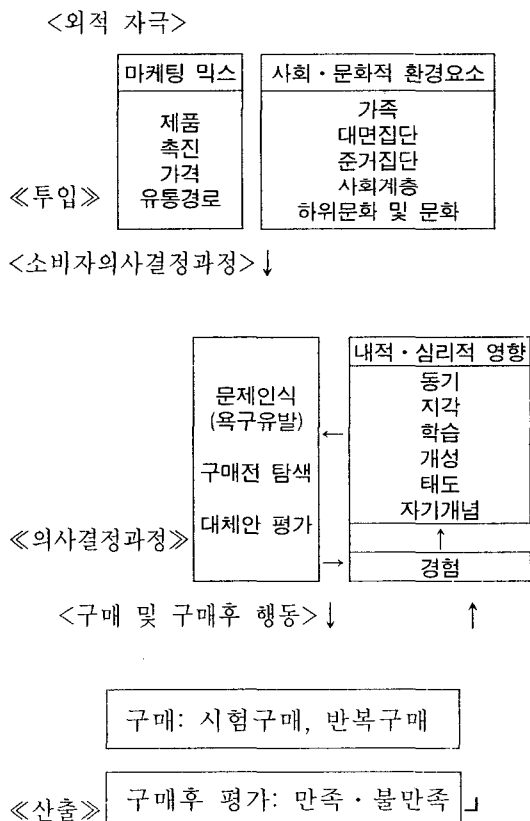 <외적 자극>
마케팅 믹스
제품
촉진
가격
유통경로
사회・문화적 환경요소
가족
대면집단
준거집단
사회계층
하위문화 및 문화
≪투입≫
<소비자의사결정과정>↓
문제인식
(욕구유발)
구매전 탐색
대체안 평가
←
→
내적・심리적 영향
동기
지각
학습
개성
태도
자기개념
↑
경험
≪의사결정과정≫
<구매 및 구매후 행동>↓ ↑
구매: 시험구매, 반복구매
≪산출≫ 구매후 평가: 만족・불만족 ┘